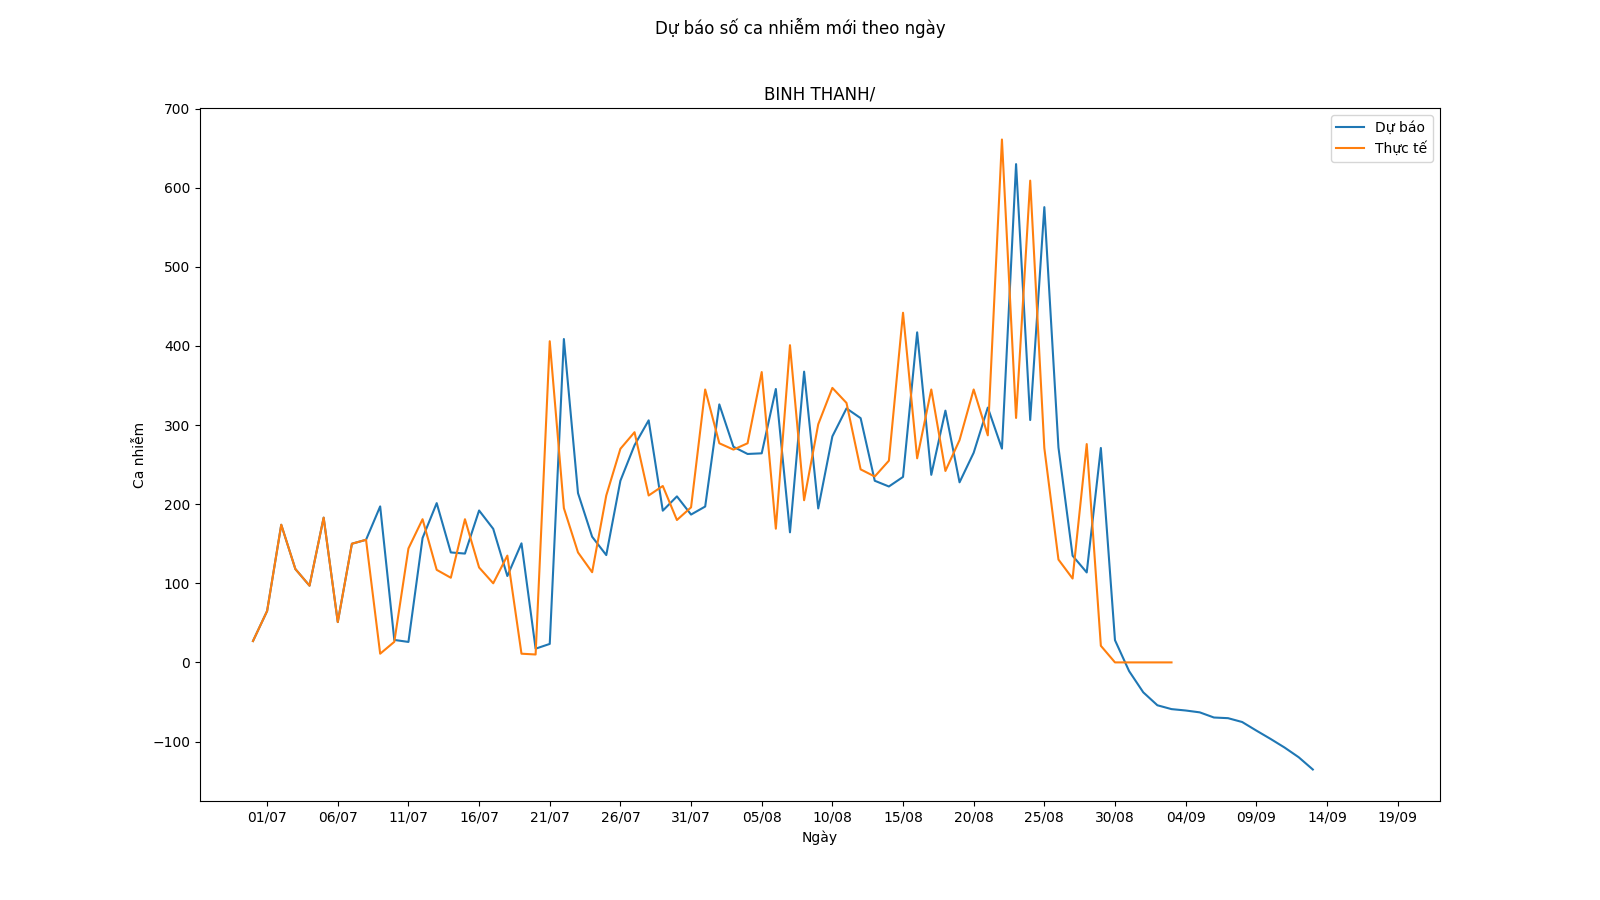 Dự báo số ca nhiễm mới theo ngày
BINH THANH/
700
600
500
400
300
200
100
0
−100
Ca nhiễm
Dự báo
Thực tế
01/07 06/07 11/07 16/07 21/07 26/07 31/07 05/08 10/08 15/08 20/08 25/08 30/08 04/09 09/09 14/09 19/09
Ngày